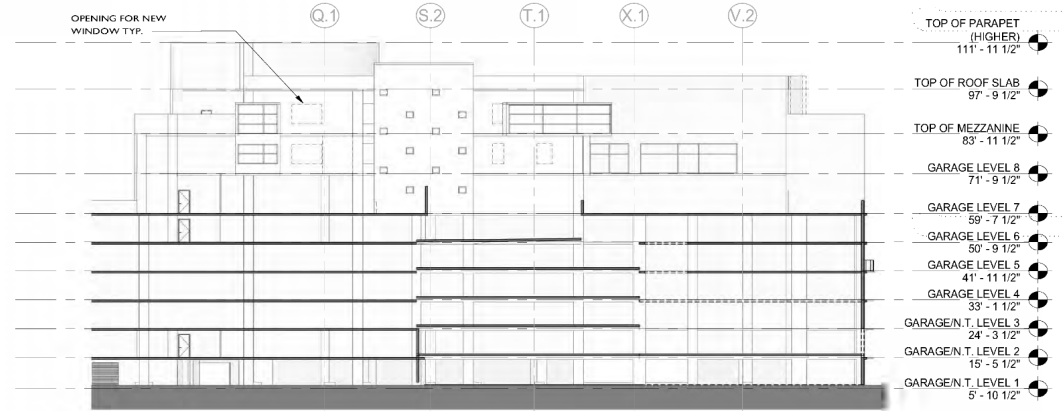 OPENING FOR NEW
WINDOW TYP.
Q.1
S.2
T.1
X.1
V.2
TOP OF PARAPET
(HIGHER)
111' - 11 1/2"
TOP OF ROOF SLAB
97' - 9 1/2"
TOP OF MEZZANINE
83' - 11 1/2"
GARAGE LEVEL 8
71' - 9 1/2"
GARAGE LEVEL 7
59' - 7 1/2"
GARAGE LEVEL 6
50' - 9 1/2"
GARAGE LEVEL 5
41' - 11 1/2"
GARAGE LEVEL 4
33' - 1 1/2"
GARAGE/N.T. LEVEL 3
24' - 3 1/2"
GARAGE/N.T. LEVEL 2
15' - 5 1/2"
GARAGE/N.T. LEVEL 1
5' - 10 1/2"